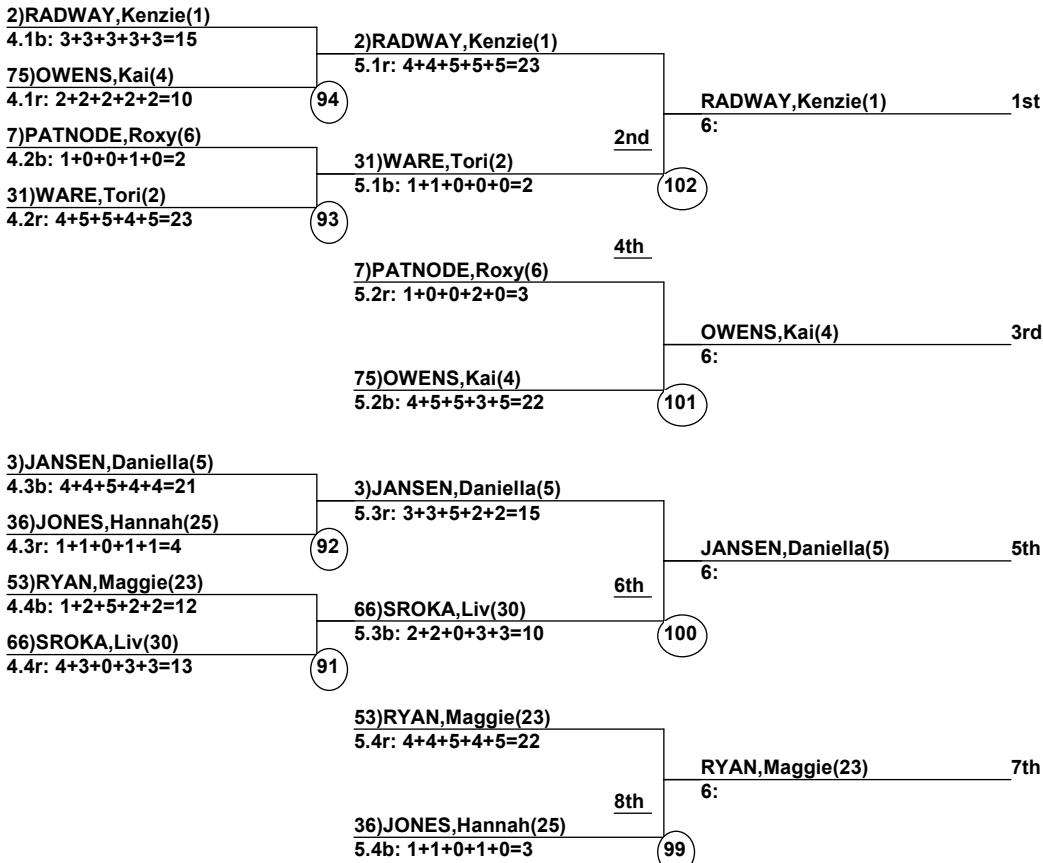 2)RADWAY,Kenzie(1)
4.1b: 3+3+3+3+3=15
75)OWENS,Kai(4)
4.1r: 2+2+2+2+2=10
94
7)PATNODE,Roxy(6)
4.2b: 1+0+0+1+0=2
31)WARE,Tori(2)
4.2r: 4+5+5+4+5=23
93
2)RADWAY,Kenzie(1)
5.1r: 4+4+5+5+5=23
2nd
31)WARE,Tori(2)
5.1b: 1+1+0+0+0=2
102
RADWAY,Kenzie(1) 1st
6:
4th
7)PATNODE,Roxy(6)
5.2r: 1+0+0+2+0=3
75)OWENS,Kai(4)
5.2b: 4+5+5+3+5=22
101
OWENS,Kai(4) 3rd
6:
3)JANSEN,Daniella(5)
4.3b: 4+4+5+4+4=21
36)JONES,Hannah(25)
4.3r: 1+1+0+1+1=4
92
53)RYAN,Maggie(23)
4.4b: 1+2+5+2+2=12
66)SROKA,Liv(30)
4.4r: 4+3+0+3+3=13
91
3)JANSEN,Daniella(5)
5.3r: 3+3+5+2+2=15
6th
66)SROKA,Liv(30)
5.3b: 2+2+0+3+3=10
100
JANSEN,Daniella(5) 5th
6:
53)RYAN,Maggie(23)
5.4r: 4+4+5+4+5=22
8th
36)JONES,Hannah(25)
5.4b: 1+1+0+1+0=3
99
RYAN,Maggie(23) 7th
6: